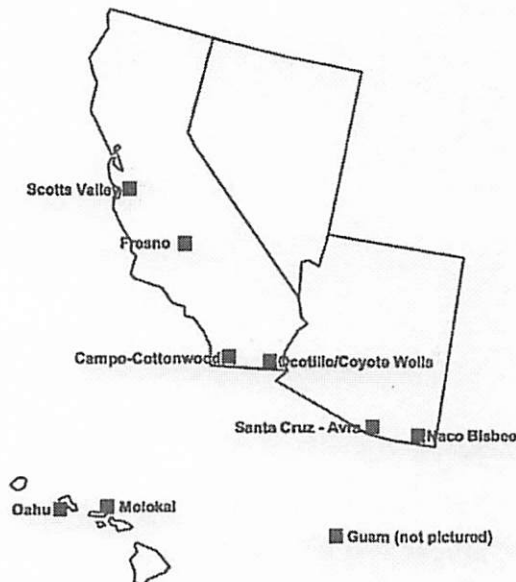 Scotts Valley
Fresno
Campo-Cottonwood
Ocotillo/Coyote Wells
Santa Cruz - Avra
Naco Bisbee
Oahu
Molokai
Guam (not pictured)